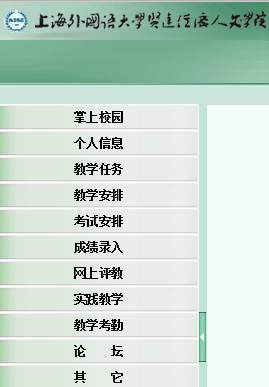 上海外国语大学贤达经济人文学院
掌上校园
个人信息
教学任务
教学安排
考试安排
成绩录入
网上评教
实践教学
教学考勤
论 坛
其 它